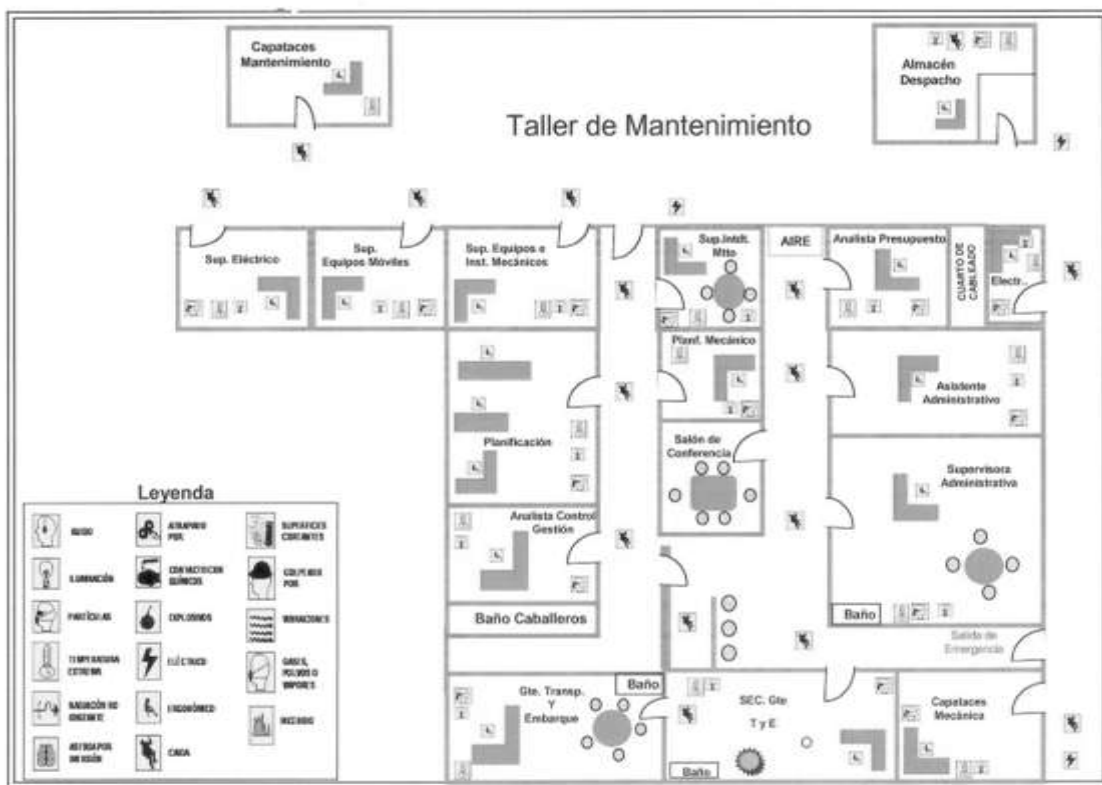 Capataces
Mantenimiento
Almacén
Despacho
Taller de Mantenimiento
Sup. Eléctrico
Sup.
Equipos Móviles
Sup. Equipos e
Inst. Mecánicos
Sup.Intdt.
Mtto
AIRE
Analista Presupuesto
CUARTO DE
CABLEADO
Electr..
Planf. Mecánico
Asistente
Administrativo
Planificación
Salón de
Conferencia
Supervisora
Administrativa
Analista Control
Gestión
Baño Caballeros
Baño
Salida de
Emergencia
Gte. Transp.
Y
Embarque
Baño
SEC. Gte
T y E
Baño
Capataces
Mecánica
Leyenda
RUIDO
ILUMINACIÓN
PARTÍCULAS
TEMPERATURA
EXTREMA
RADIACIÓN NO
IONIZANTE
ASFIXIA POR
INMERSIÓN
ATRAPADO
POR
CONTACTO CON
QUÍMICOS
EXPLOSIVOS
ELÉCTRICO
ERGONÓMICO
CAIDA
SUPERFICIES
CORTANTES
GOLPEADO
POR
VIBRACIONES
GASES,
POLVOS O
VAPORES
INCENDIO